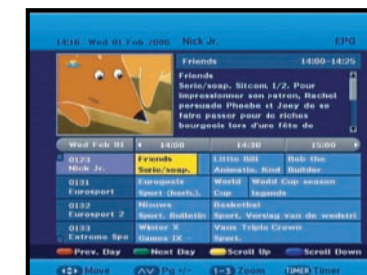 14:16 Wed 01 Feb 2006 Nick Jr. EPG
Friends 14:00-14:25
Friends
Serie/soap. Sitcom, 1/2. Pour
impressionner son patron, Rachel
persuade Phoebe et Joey de se
faire passer pour de riches
bourgeois lors d'une fête de
Wed Feb 01 14:00 14:30 15:00
0123 Nick Jr. Friends Serie/soap. Little Bill Animatie. Kind Bob the Builder
0131 Eurosport Eurogoals Sport (herh.). World Cup legends World Cup season
0132 Eurosport 2 Nieuws Sport. Bulletin Basketbal Sport. Verslag van de wedstri
0133 Extreme Spo Winter X Games IX - Vans Triple Crown Sport.
Prev. Day Next Day Scroll Up Scroll Down
Move Pg +/- 1-3 Zoom TIMER Timer